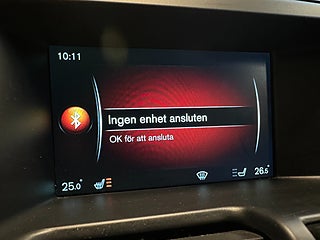 10:11
Ingen enhet ansluten
OK för att ansluta
25.0° 26.5°